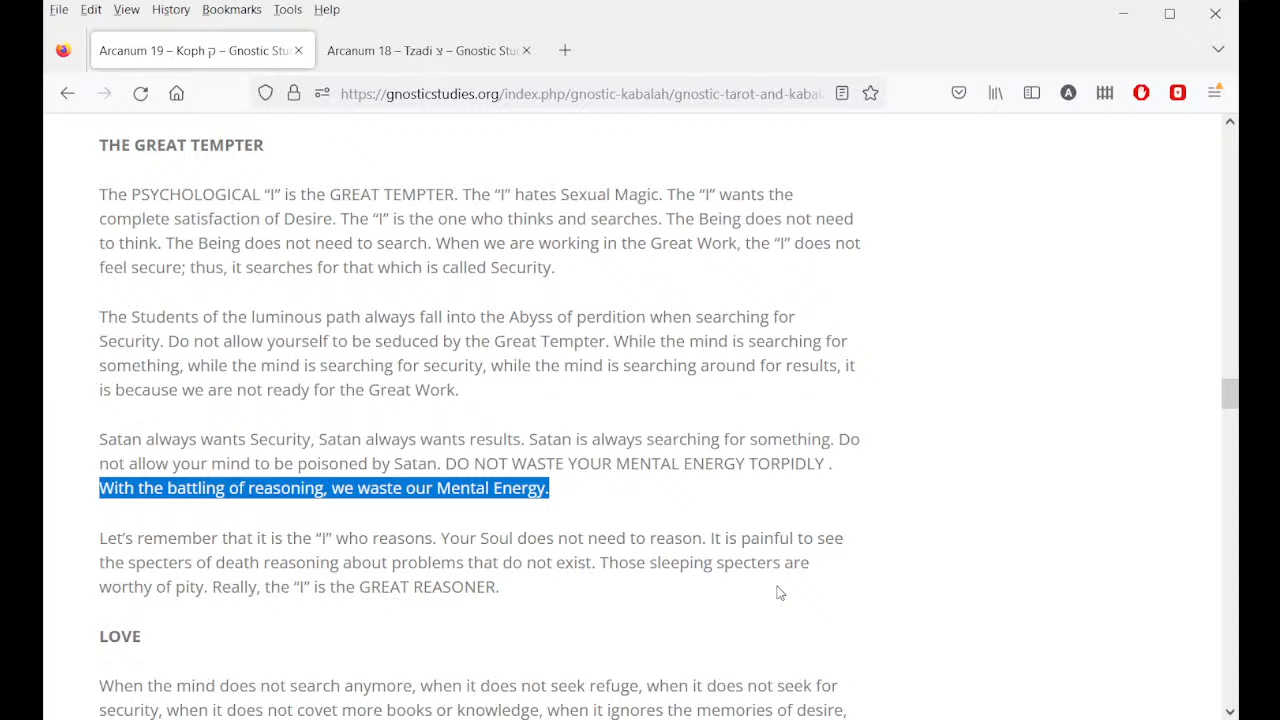 File Edit View History Bookmarks Tools Help
Arcanum 19 – Koph ק – Gnostic Stu
Arcanum 18 – Tzadi צ – Gnostic Stu
https://gnosticstudies.org/index.php/gnostic-kabalah/gnostic-tarot-and-kabal
A
THE GREAT TEMPTER
The PSYCHOLOGICAL “I” is the GREAT TEMPTER. The “I” hates Sexual Magic. The “I” wants the
complete satisfaction of Desire. The “I” is the one who thinks and searches. The Being does not need
to think. The Being does not need to search. When we are working in the Great Work, the “I” does not
feel secure; thus, it searches for that which is called Security.
The Students of the luminous path always fall into the Abyss of perdition when searching for
Security. Do not allow yourself to be seduced by the Great Tempter. While the mind is searching for
something, while the mind is searching for security, while the mind is searching around for results, it
is because we are not ready for the Great Work.
Satan always wants Security, Satan always wants results. Satan is always searching for something. Do
not allow your mind to be poisoned by Satan. DO NOT WASTE YOUR MENTAL ENERGY TORPIDLY .
With the battling of reasoning, we waste our Mental Energy.
Let’s remember that it is the “I” who reasons. Your Soul does not need to reason. It is painful to see
the specters of death reasoning about problems that do not exist. Those sleeping specters are
worthy of pity. Really, the “I” is the GREAT REASONER.
LOVE
When the mind does not search anymore, when it does not seek refuge, when it does not seek for
security, when it does not covet more books or knowledge, when it ignores the memories of desire,